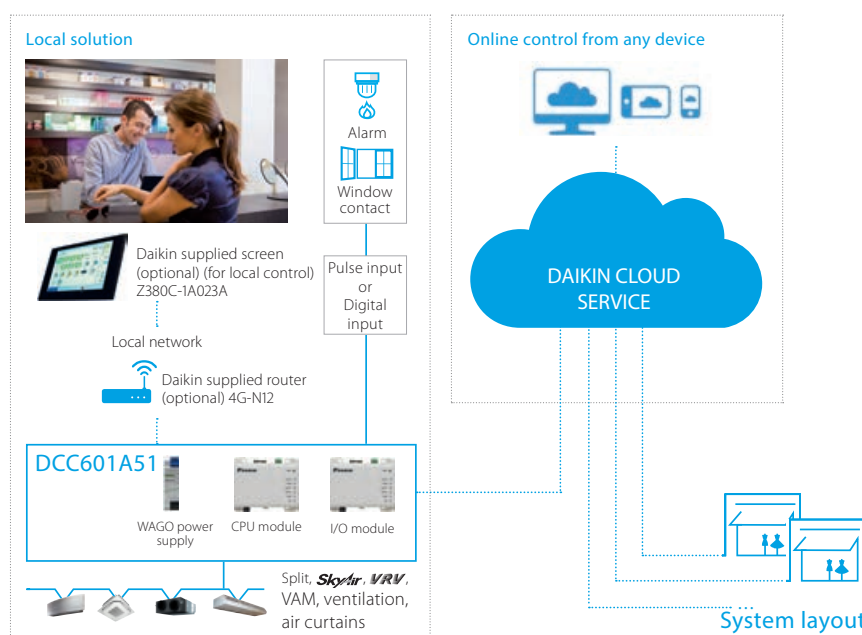 Local solution
Online control from any device
Alarm
Window
contact
Daikin supplied screen
(optional) (for local control)
Z380C-1A023A
Pulse input
or
Digital
input
DAIKIN CLOUD
SERVICE
Local network
Daikin supplied router
(optional) 4G-N12
DCC601A51
WAGO power
supply
CPU module
I/O module
Split, SkyAir, VRV,
VAM, ventilation,
air curtains
System layout